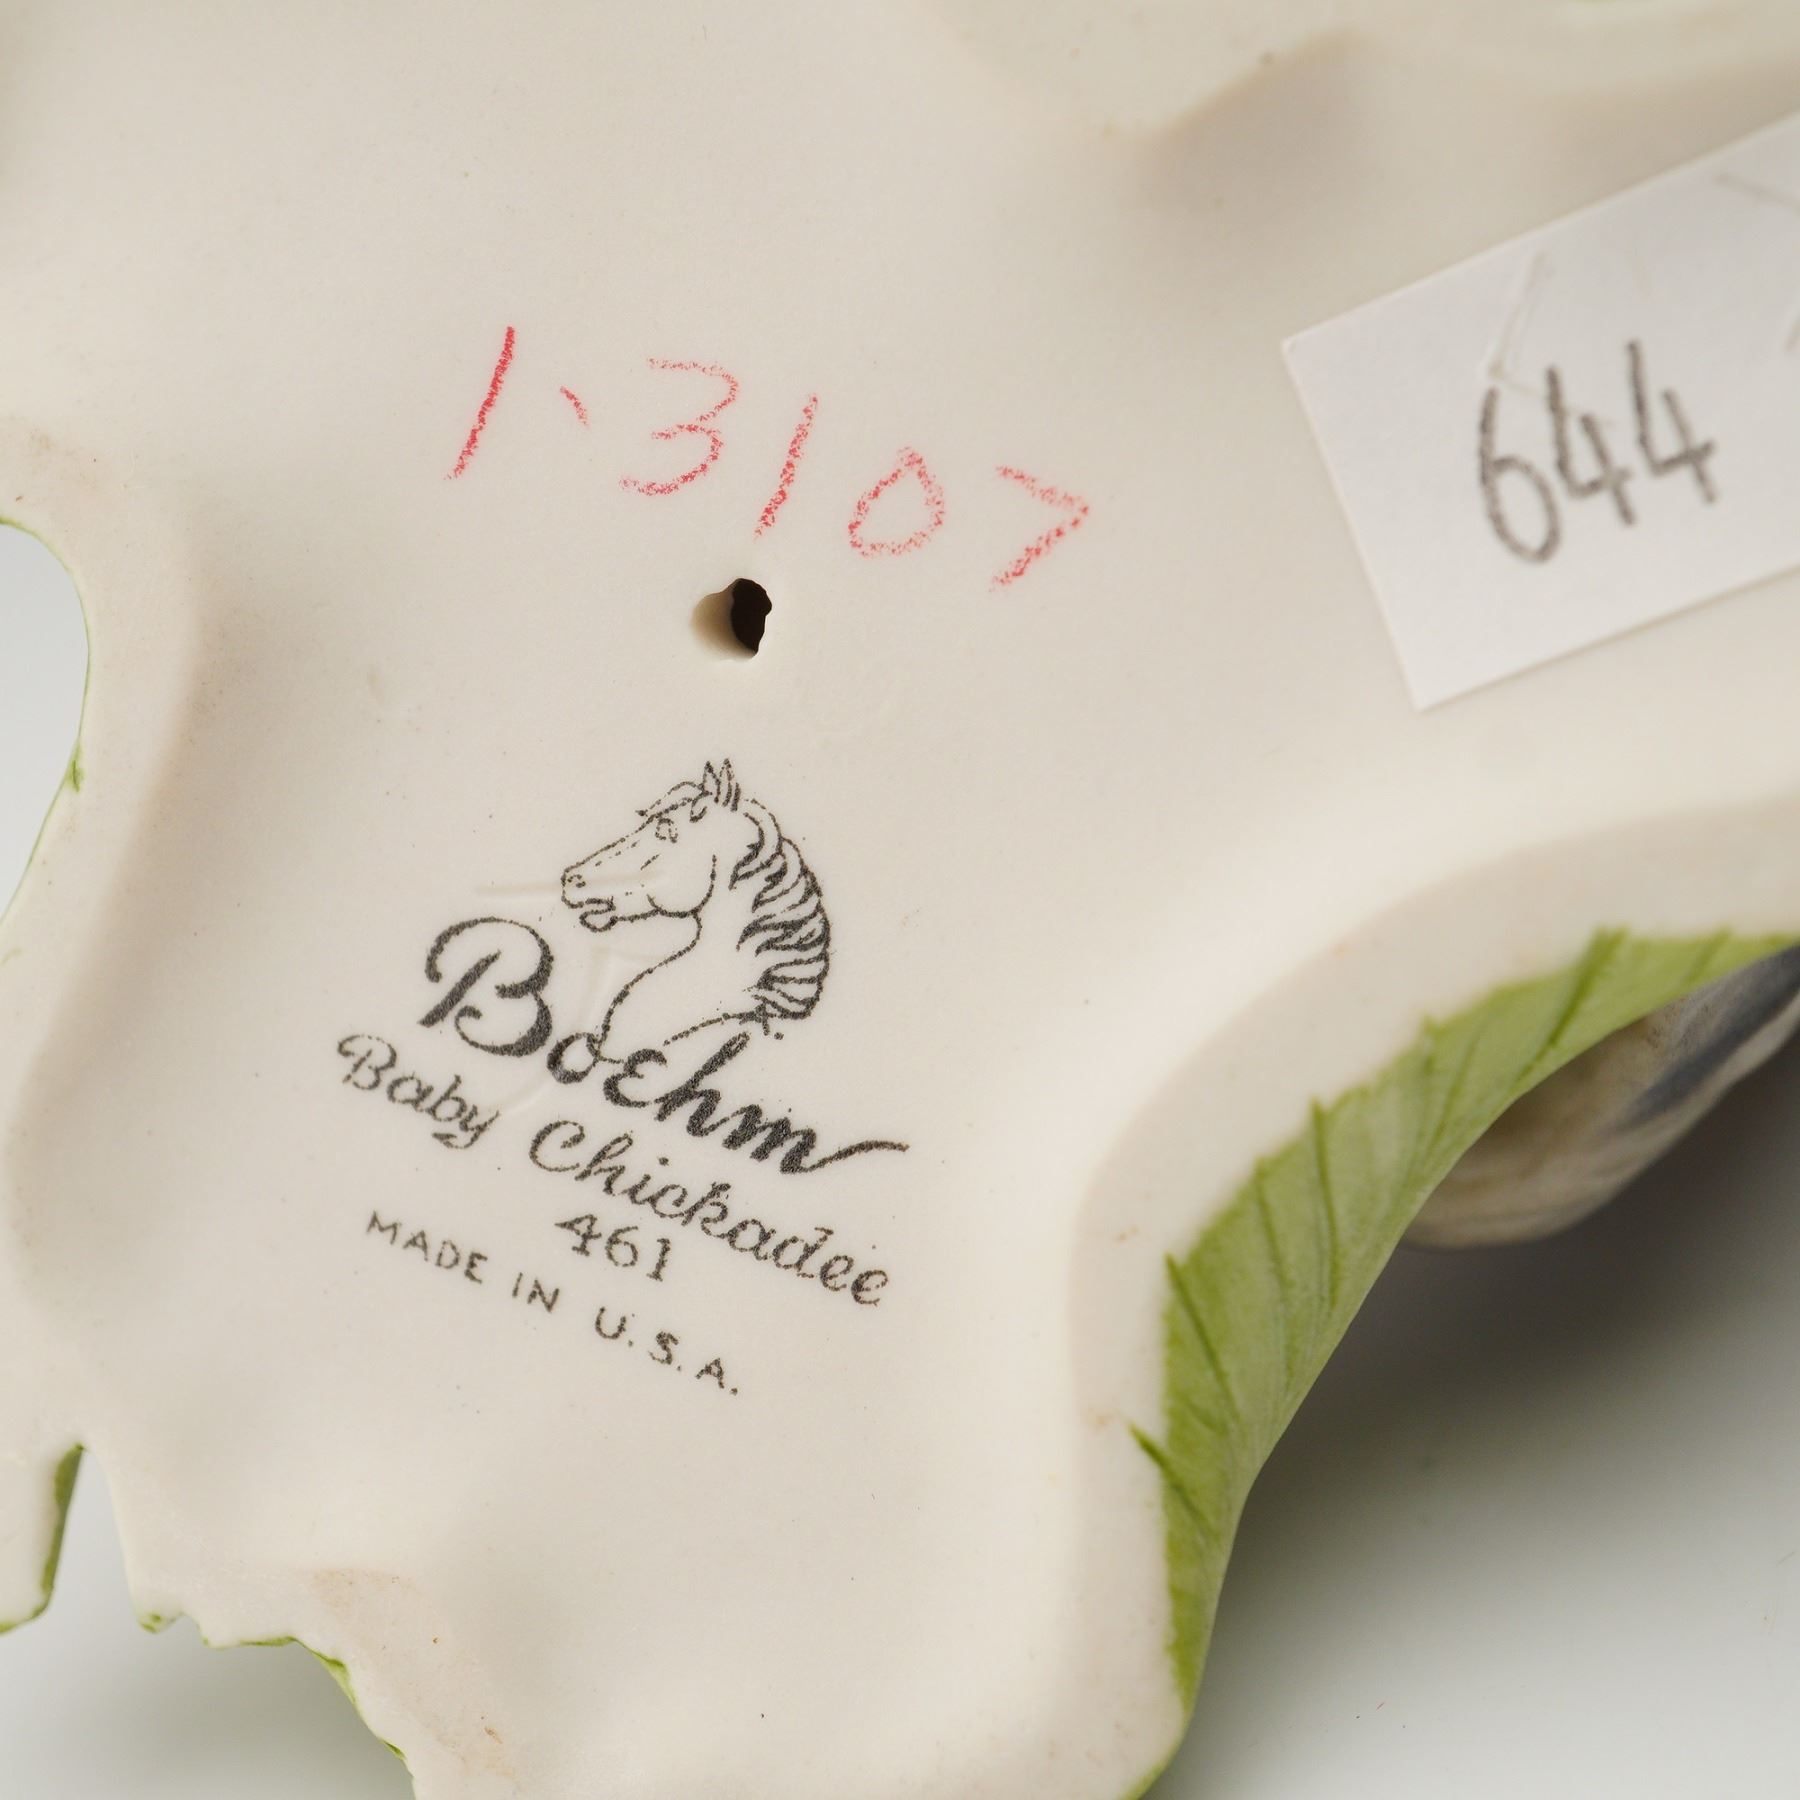 1-3107
644
Boehm
Baby Chickadee
461
MADE IN U.S.A.